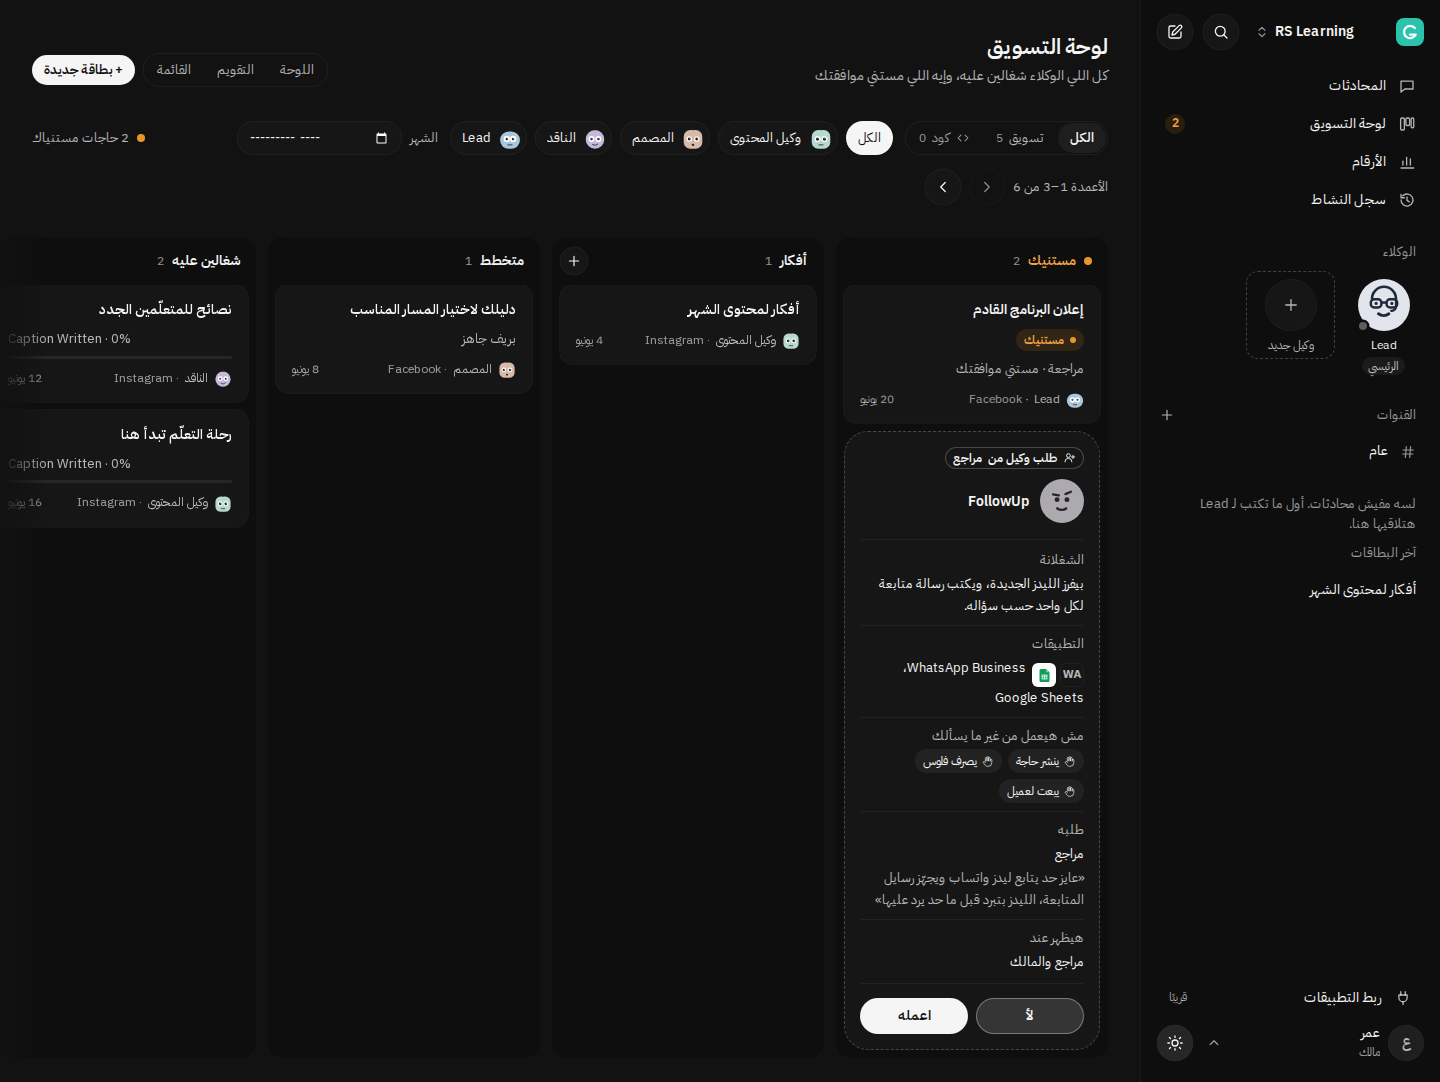 RS Learning
المحادثات
لوحة التسويق
2
الأرقام
سجل النشاط
الوكلاء
Lead
الرئيسي
وكيل جديد
القنوات
عام
لسه مفيش محادثات. أول ما تكتب لـ Lead
هتلاقيها هنا.
آخر البطاقات
أفكار لمحتوى الشهر
ربط التطبيقات
قريبًا
ع
عمر
مالك
لوحة التسويق
كل اللي الوكلاء شغالين عليه، وإيه اللي مستني موافقتك
اللوحة
التقويم
القائمة
+ بطاقة جديدة
الكل
تسويق 5
كود 0
الكل
وكيل المحتوى
المصمم
الناقد
Lead
الشهر
--------- ----
2 حاجات مستنياك
الأعمدة 1–3 من 6
مستنيك 2
إعلان البرنامج القادم
مستنيك
مراجعة · مستني موافقتك
Lead · Facebook
20 يونيو
طلب وكيل من مراجع
FollowUp
الشغلانة
بيفرز الليدز الجديدة، ويكتب رسالة متابعة
لكل واحد حسب سؤاله.
التطبيقات
WA
WhatsApp Business،
Google Sheets
مش هيعمل من غير ما يسألك
ينشر حاجة
يصرف فلوس
يبعت لعميل
طلبه
مراجع
«عايز حد يتابع ليدز واتساب ويجهّز رسايل
المتابعة، الليدز بتبرد قبل ما حد يرد عليها»
هيظهر عند
مراجع والمالك
لأ
اعمله
أفكار 1
أفكار لمحتوى الشهر
وكيل المحتوى · Instagram
4 يونيو
متخطط 1
دليلك لاختيار المسار المناسب
بريف جاهز
المصمم · Facebook
8 يونيو
شغالين عليه 2
نصائح للمتعلّمين الجدد
Caption Written · 0%
الناقد · Instagram
12 يونيو
رحلة التعلّم تبدأ هنا
Caption Written · 0%
وكيل المحتوى · Instagram
16 يونيو